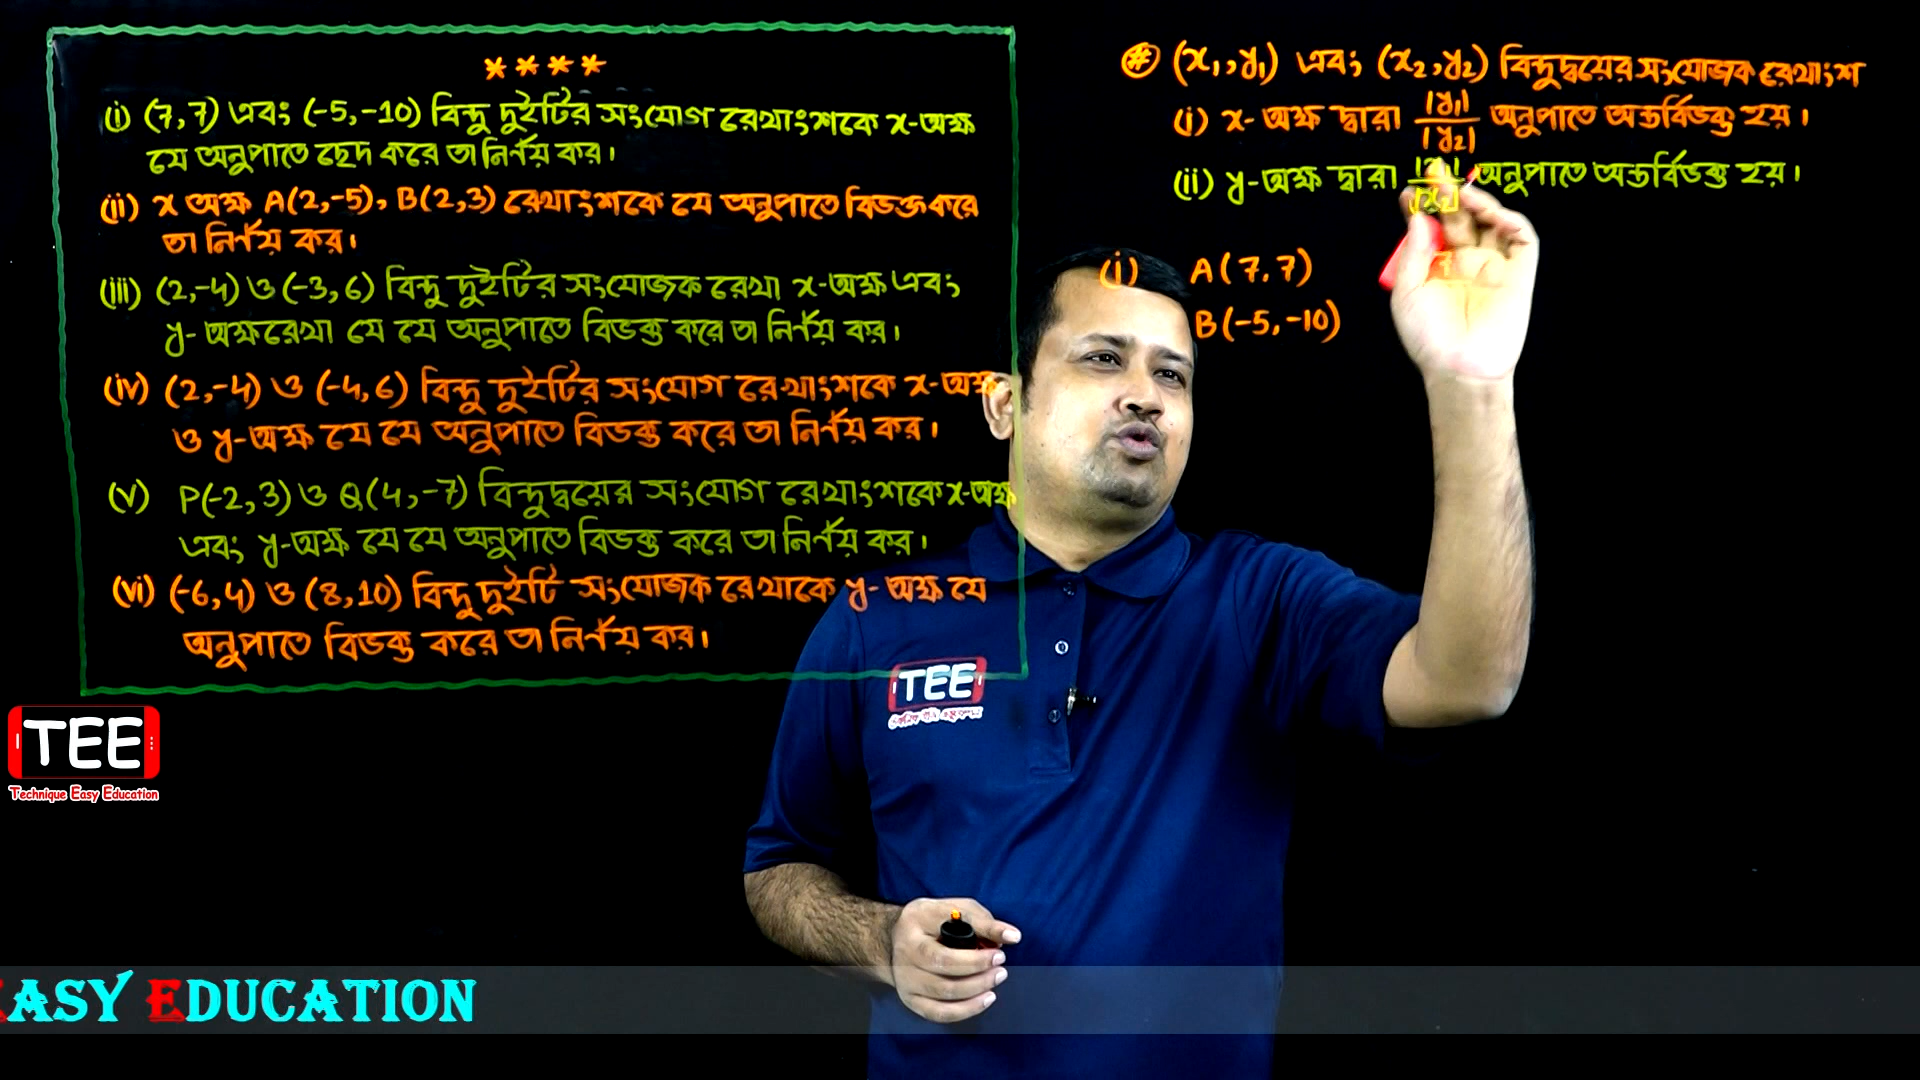 ****
(i) (7,7) এবং (-5,-10) বিন্দু দুইটির সংযোগ রেখাংশকে x-অক্ষ
যে অনুপাতে ছেদ করে তা নির্ণয় কর।
(ii) x অক্ষ A(2,-5), B(2,3) রেখাংশকে যে অনুপাতে বিভক্ত করে
তা নির্ণয় কর।
(iii) (2,-4) ও (-3,6) বিন্দু দুইটির সংযোজক রেখা x-অক্ষ এবং
y-অক্ষরেখা যে যে অনুপাতে বিভক্ত করে তা নির্ণয় কর।
(iv) (2,-4) ও (-4,6) বিন্দু দুইটির সংযোগ রেখাংশকে x-অক্ষ
ও y-অক্ষ যে যে অনুপাতে বিভক্ত করে তা নির্ণয় কর।
(v) P(-2,3) ও Q(4,-7) বিন্দুদ্বয়ের সংযোগ রেখাংশকে x-অক্ষ
এবং y-অক্ষ যে যে অনুপাতে বিভক্ত করে তা নির্ণয় কর।
(vi) (-6,4) ও (8,10) বিন্দু দুইটি সংযোজক রেখাকে y-অক্ষ যে
অনুপাতে বিভক্ত করে তা নির্ণয় কর।
# (x₁,y₁) এবং (x₂,y₂) বিন্দুদ্বয়ের সংযোজক রেখাংশ
(i) x-অক্ষ দ্বারা |y₁|/|y₂| অনুপাতে অন্তর্বিভক্ত হয়।
(ii) y-অক্ষ দ্বারা অনুপাতে অন্তর্বিভক্ত হয়।
(i) A(7,7)
B(-5,-10)
TEE
TEE
Technique Easy Education
EASY EDUCATION